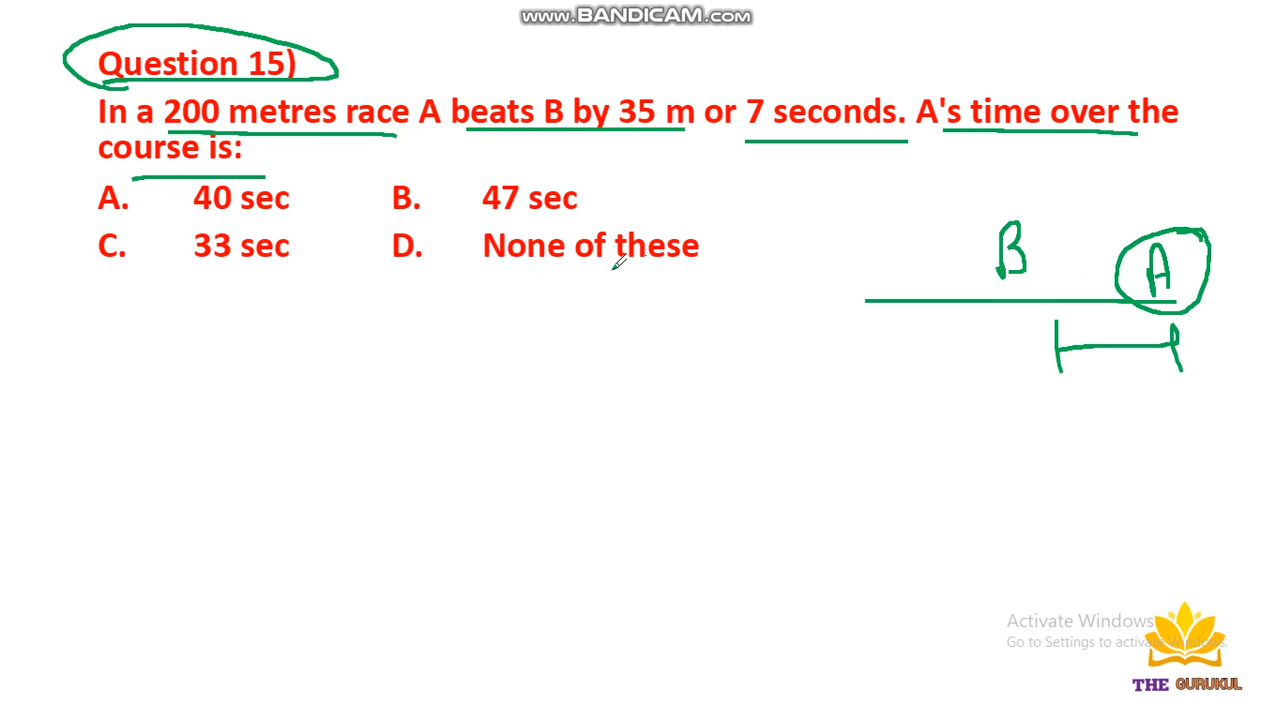 www.BANDICAM.com
Question 15)
In a 200 metres race A beats B by 35 m or 7 seconds. A's time over the
course is:
A. 40 sec B. 47 sec
C. 33 sec D. None of these
B A
Activate Windows
Go to Settings to activate Windows.
THE GURUKUL